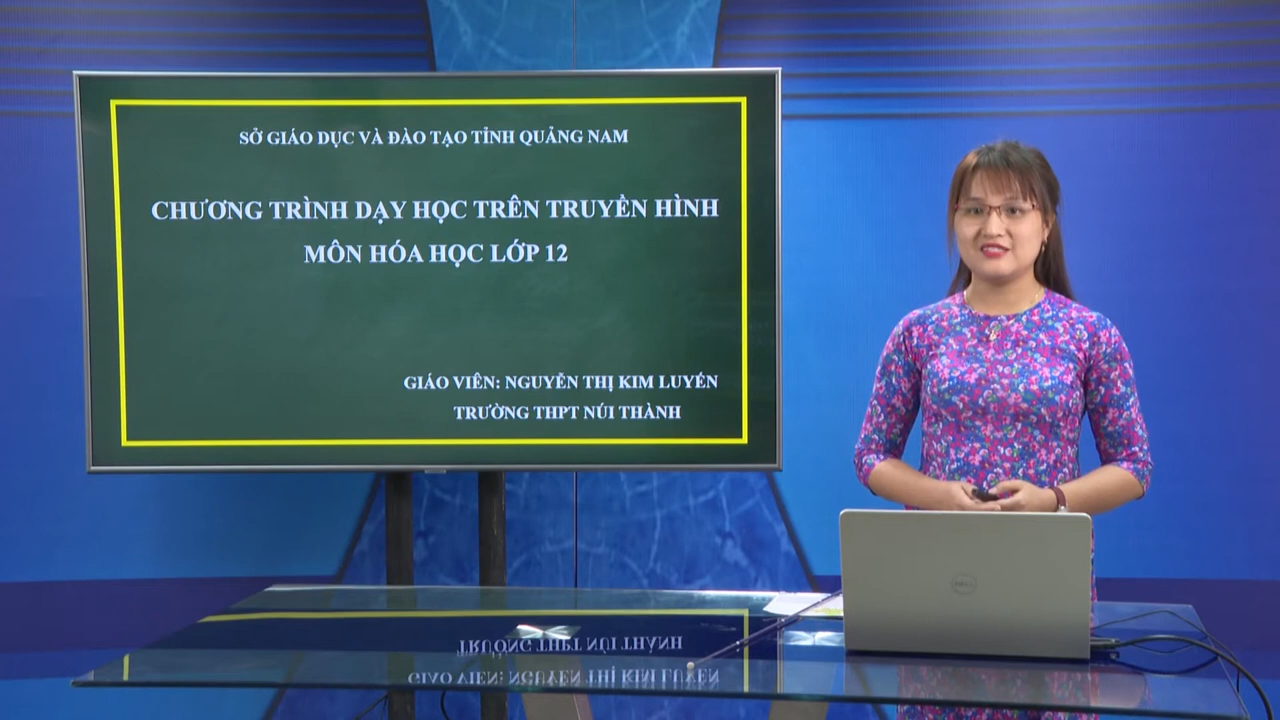 SỞ GIÁO DỤC VÀ ĐÀO TẠO TỈNH QUẢNG NAM
CHƯƠNG TRÌNH DẠY HỌC TRÊN TRUYỀN HÌNH
MÔN HÓA HỌC LỚP 12
GIÁO VIÊN: NGUYỄN THỊ KIM LUYẾN
TRƯỜNG THPT NÚI THÀNH
DELL